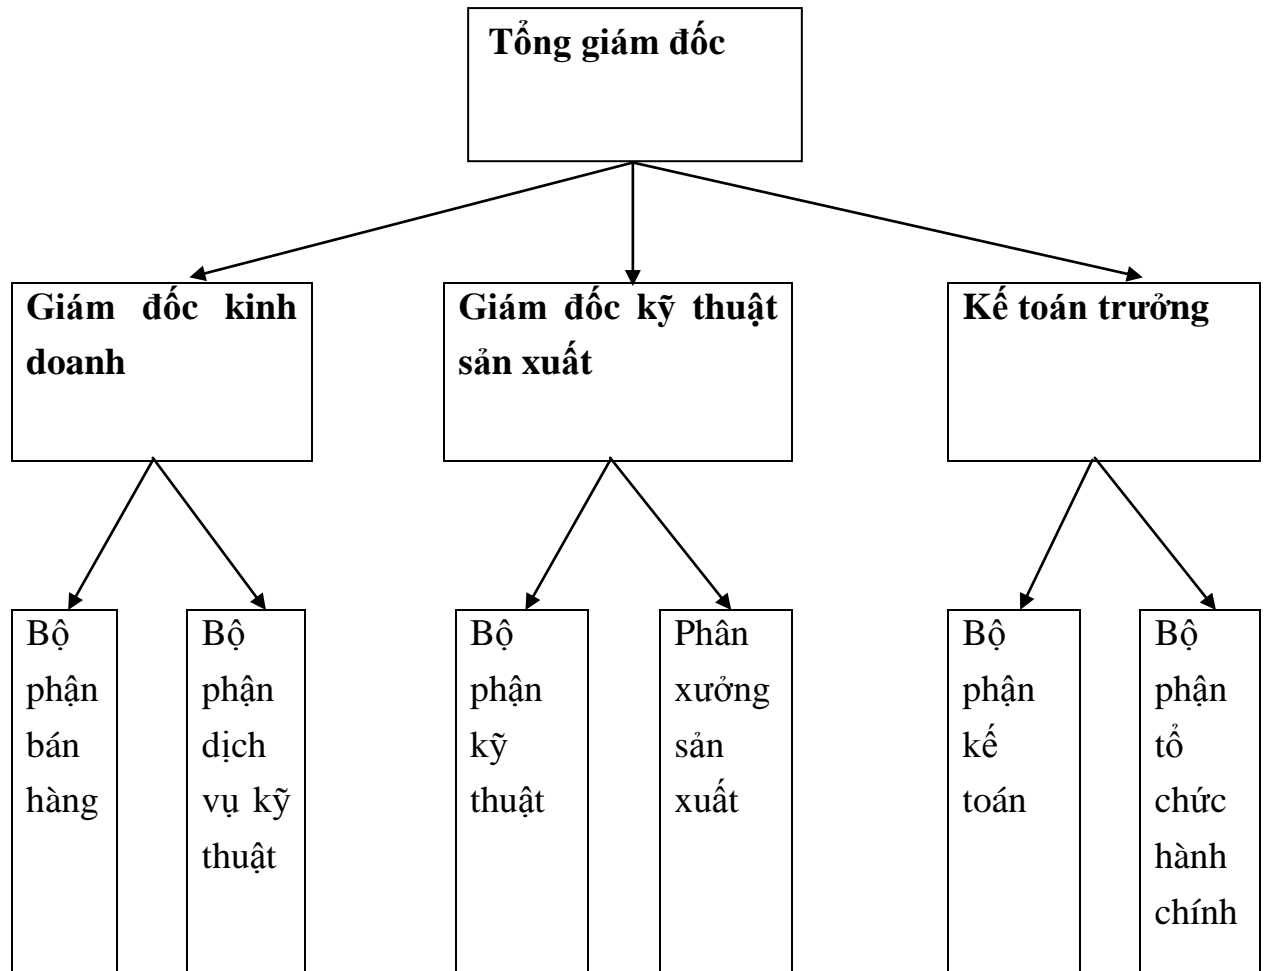 Tổng giám đốc
Giám đốc kinh
doanh
Giám đốc kỹ thuật
sản xuất
Kế toán trưởng
Bộ
phận
bán
hàng
Bộ
phận
dịch
vụ kỹ
thuật
Bộ
phận
kỹ
thuật
Phân
xưởng
sản
xuất
Bộ
phận
kế
toán
Bộ
phận
tổ
chức
hành
chính